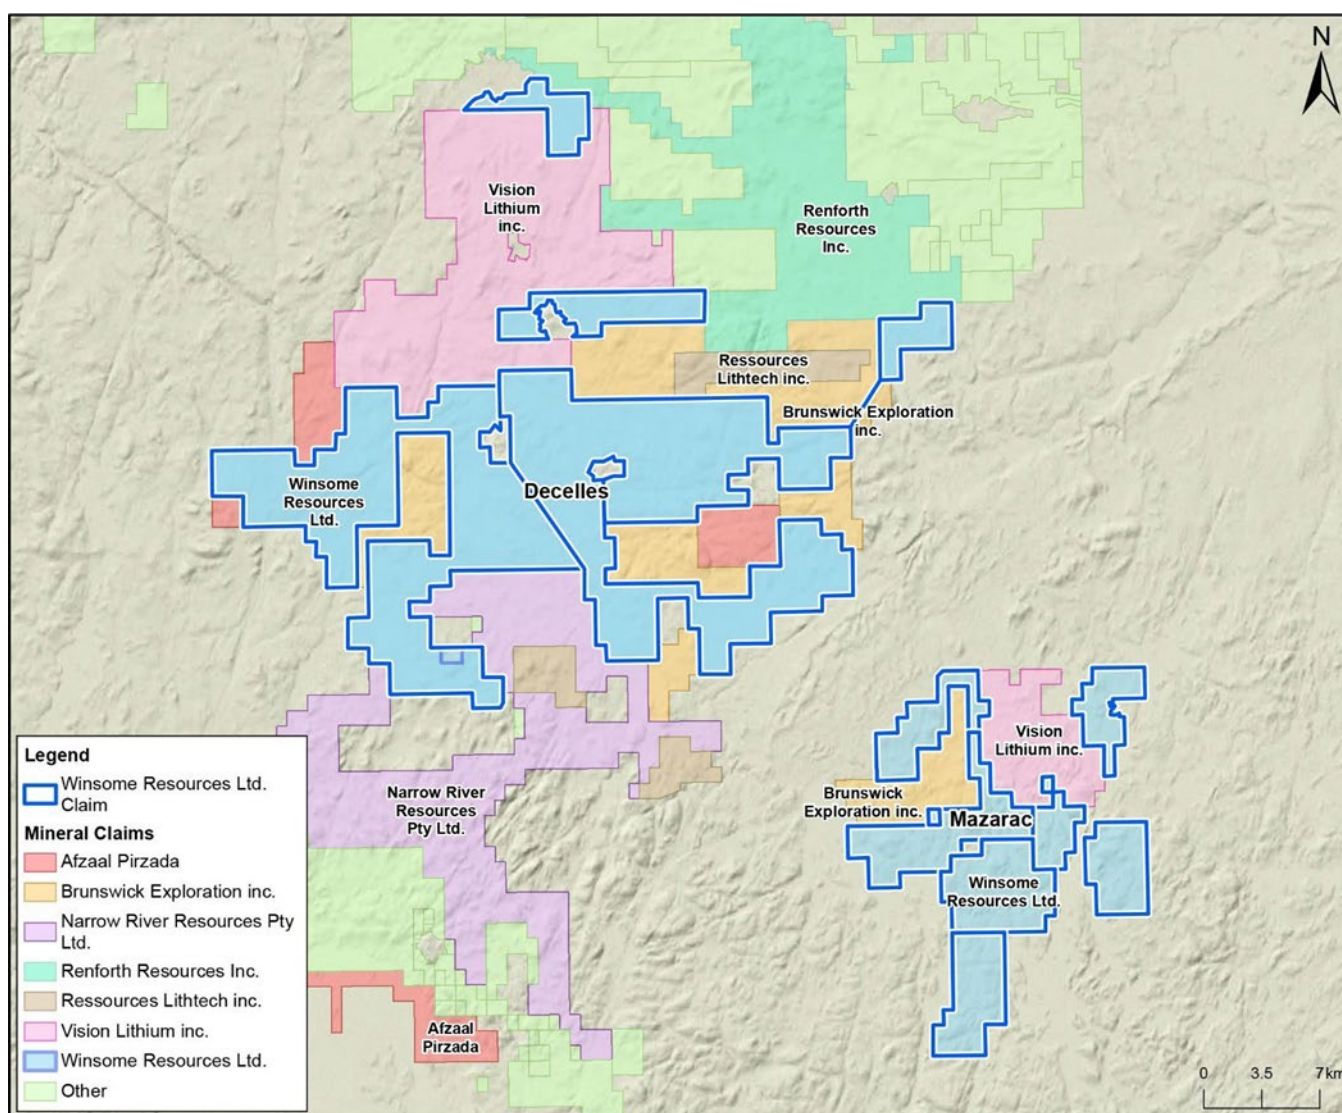 N
Vision
Lithium
inc.
Renforth
Resources
Inc.
Ressources
Lithtech inc.
Brunswick Exploration
inc.
Winsome
Resources
Ltd.
Decelles
Vision
Lithium inc.
Brunswick
Exploration inc.
Mazarac
Winsome
Resources Ltd.
Narrow River
Resources
Pty Ltd.
Afzaal
Pirzada
Legend
Winsome Resources Ltd.
Claim
Mineral Claims
Afzaal Pirzada
Brunswick Exploration inc.
Narrow River Resources Pty
Ltd.
Renforth Resources Inc.
Ressources Lithtech inc.
Vision Lithium inc.
Winsome Resources Ltd.
Other
0 3.5 7km